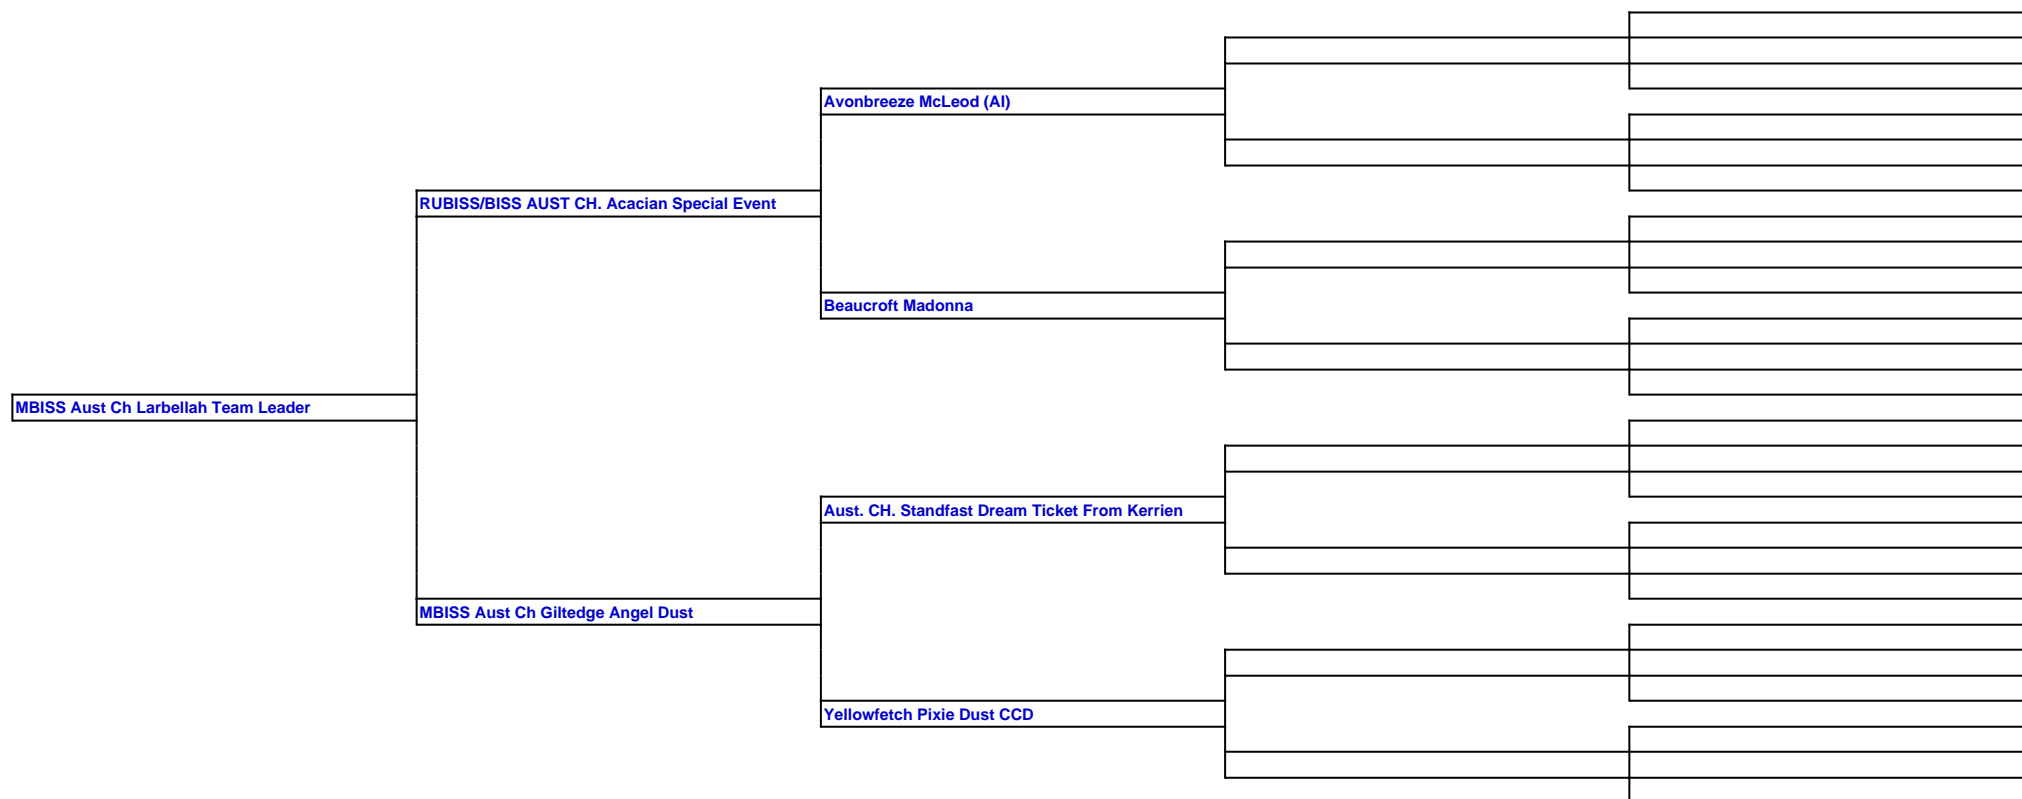 Avonbreeze McLeod (AI)
RUBISS/BISS AUST CH. Acacian Special Event
Beaucroft Madonna
MBISS Aust Ch Larbellah Team Leader
Aust. CH. Standfast Dream Ticket From Kerrien
MBISS Aust Ch Giltedge Angel Dust
Yellowfetch Pixie Dust CCD